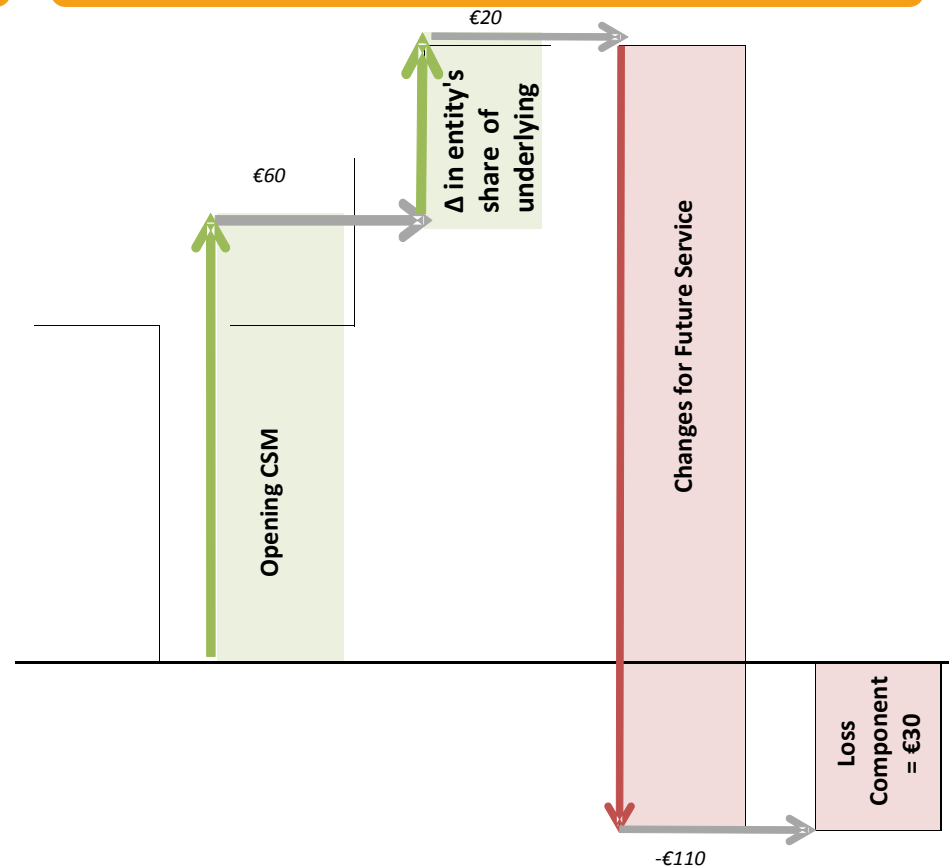 €20
Δ in entity's
share of
underlying
€60
Changes for Future Service
Opening CSM
Loss
Component
= €30
-€110